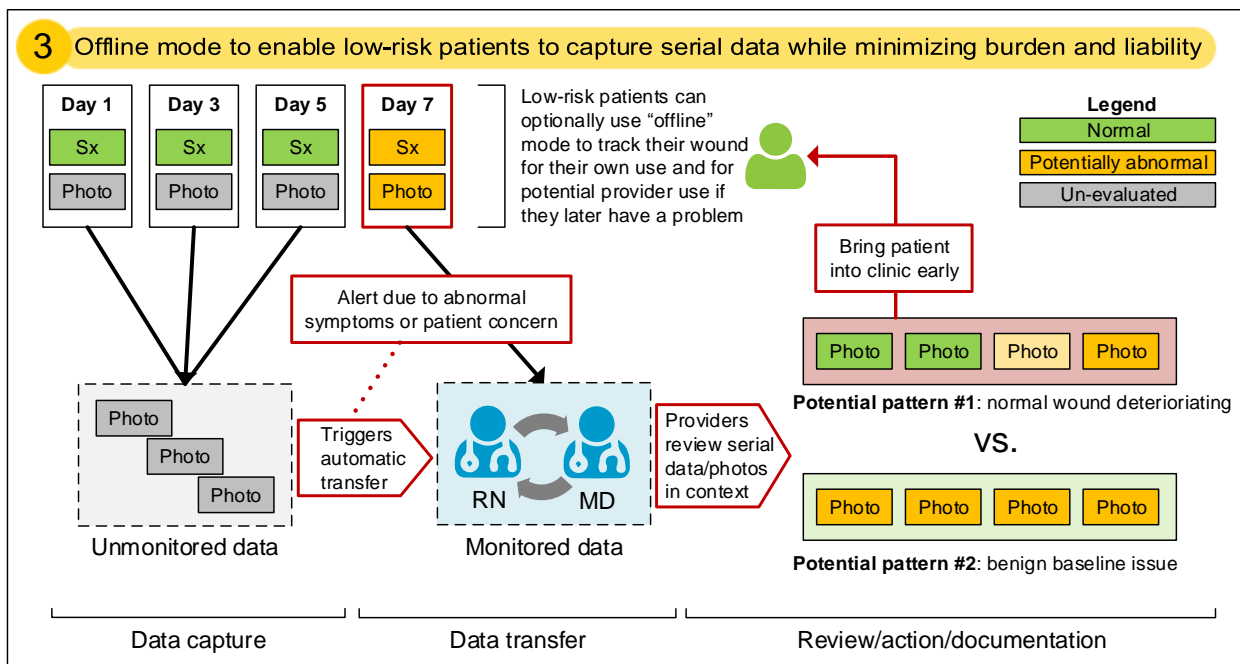 3 Offline mode to enable low-risk patients to capture serial data while minimizing burden and liability
Day 1
Sx
Photo
Day 3
Sx
Photo
Day 5
Sx
Photo
Day 7
Sx
Photo
Low-risk patients can
optionally use “offline”
mode to track their wound
for their own use and for
potential provider use if
they later have a problem
Legend
Normal
Potentially abnormal
Un-evaluated
Alert due to abnormal
symptoms or patient concern
Bring patient
into clinic early
Photo
Photo
Photo
Unmonitored data
Triggers
automatic
transfer
RN
MD
Monitored data
Providers
review serial
data/photos
in context
Photo Photo Photo Photo
Potential pattern #1: normal wound deteriorating
vs.
Photo Photo Photo Photo
Potential pattern #2: benign baseline issue
Data capture
Data transfer
Review/action/documentation